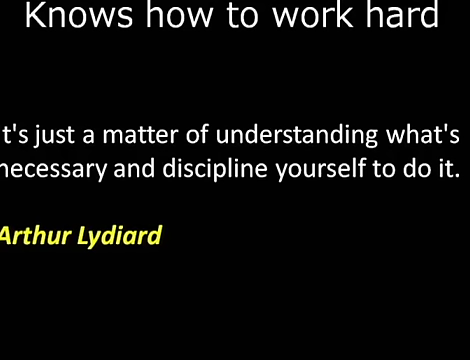 Knows how to work hard
t's just a matter of understanding what's
necessary and discipline yourself to do it.
Arthur Lydiard